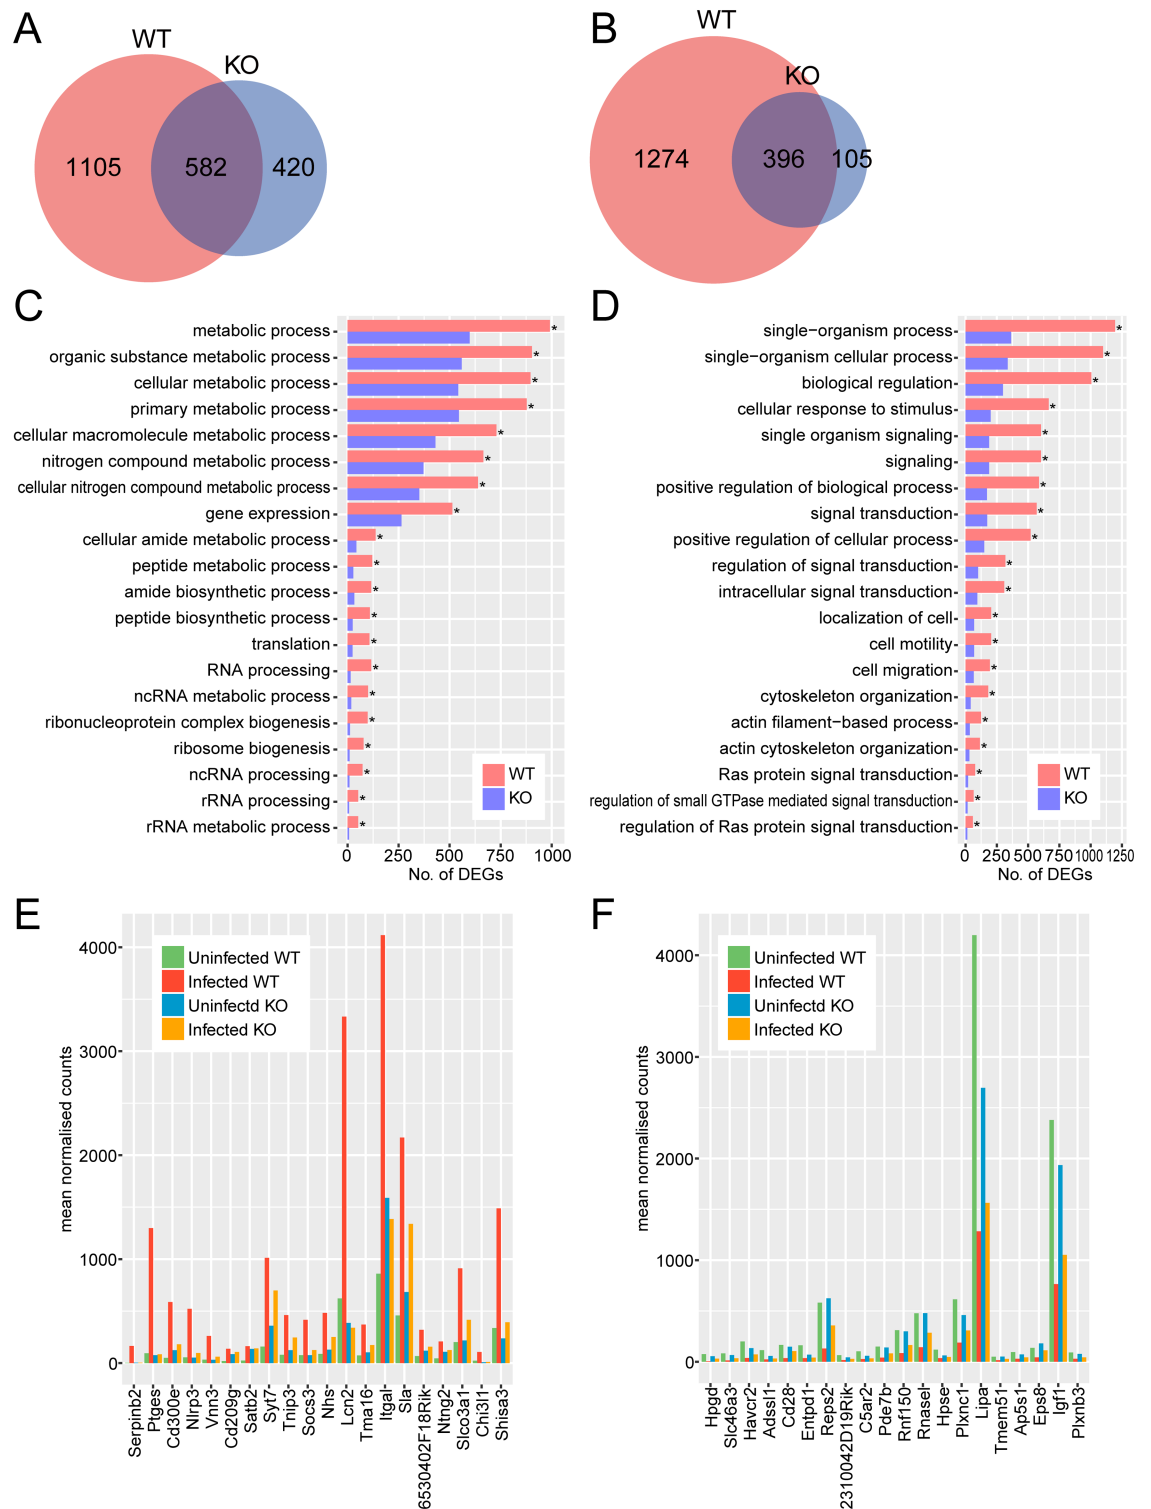 A
WT
KO
1105
582
420
B
WT
KO
1274
396
105
C
metabolic process
organic substance metabolic process
cellular metabolic process
primary metabolic process
cellular macromolecule metabolic process
nitrogen compound metabolic process
cellular nitrogen compound metabolic process
gene expression
cellular amide metabolic process
peptide metabolic process
amide biosynthetic process
peptide biosynthetic process
translation
RNA processing
ncRNA metabolic process
ribonucleoprotein complex biogenesis
ribosome biogenesis
ncRNA processing
rRNA processing
rRNA metabolic process
* * * * * * * * * * * * * * * * * * * *
WT
KO
0 250 500 750 1000
No. of DEGs
D
single−organism process
single−organism cellular process
biological regulation
cellular response to stimulus
single organism signaling
signaling
positive regulation of biological process
signal transduction
positive regulation of cellular process
regulation of signal transduction
intracellular signal transduction
localization of cell
cell motility
cell migration
cytoskeleton organization
actin filament−based process
actin cytoskeleton organization
Ras protein signal transduction
regulation of small GTPase mediated signal transduction
regulation of Ras protein signal transduction
* * * * * * * * * * * * * * * * * * * *
WT
KO
0 250 500 750 1000 1250
No. of DEGs
E
mean normalised counts
4000
3000
2000
1000
0
Uninfected WT
Infected WT
Uninfectd KO
Infected KO
Serpinb2
Ptges
Cd300e
Nlrp3
Vnn3
Cd209g
Satb2
Syt7
Tnip3
Socs3
Nhs
Lcn2
Tma16
Itgal
Sla
6530402F18Rik
Ntng2
Slco3a1
Chi3l1
Shisa3
F
mean normalised counts
4000
3000
2000
1000
0
Uninfected WT
Infected WT
Uninfectd KO
Infected KO
Hpgd
Slc46a3
Havcr2
Adssl1
Cd28
Entpd1
Reps2
2310042D19Rik
C5ar2
Pde7b
Rnf150
Rnasel
Hpse
Plxnc1
Lipa
Tmem51
Ap5s1
Eps8
Igf1
Plxnb3